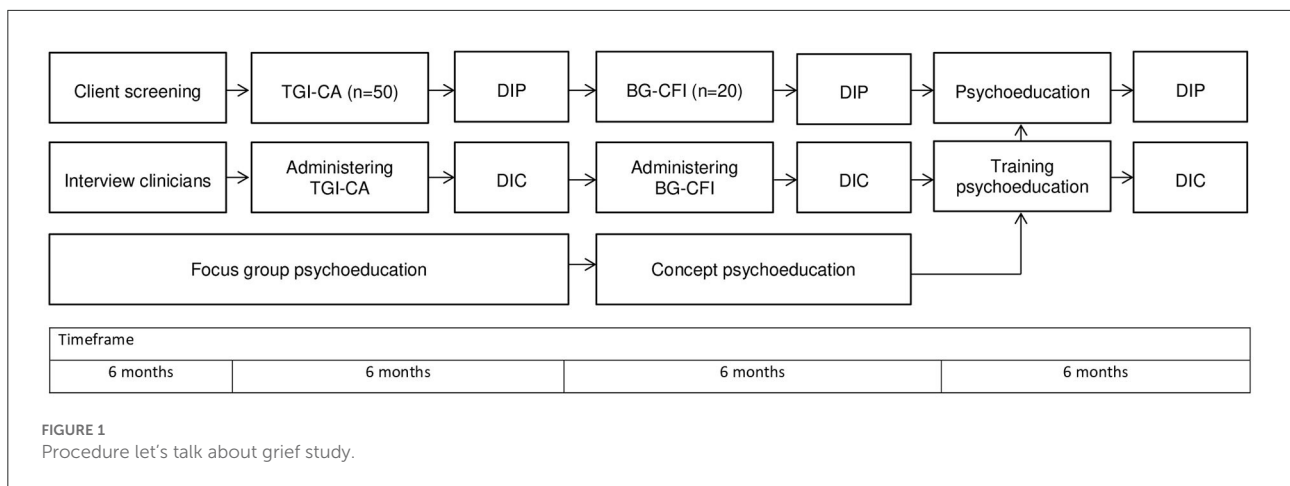 Client screening
TGI-CA (n=50)
DIP
BG-CFI (n=20)
DIP
Psychoeducation
DIP
Interview clinicians
Administering
TGI-CA
DIC
Administering
BG-CFI
DIC
Training
psychoeducation
DIC
Focus group psychoeducation
Concept psychoeducation
Timeframe
6 months
6 months
6 months
6 months
FIGURE 1
Procedure let's talk about grief study.